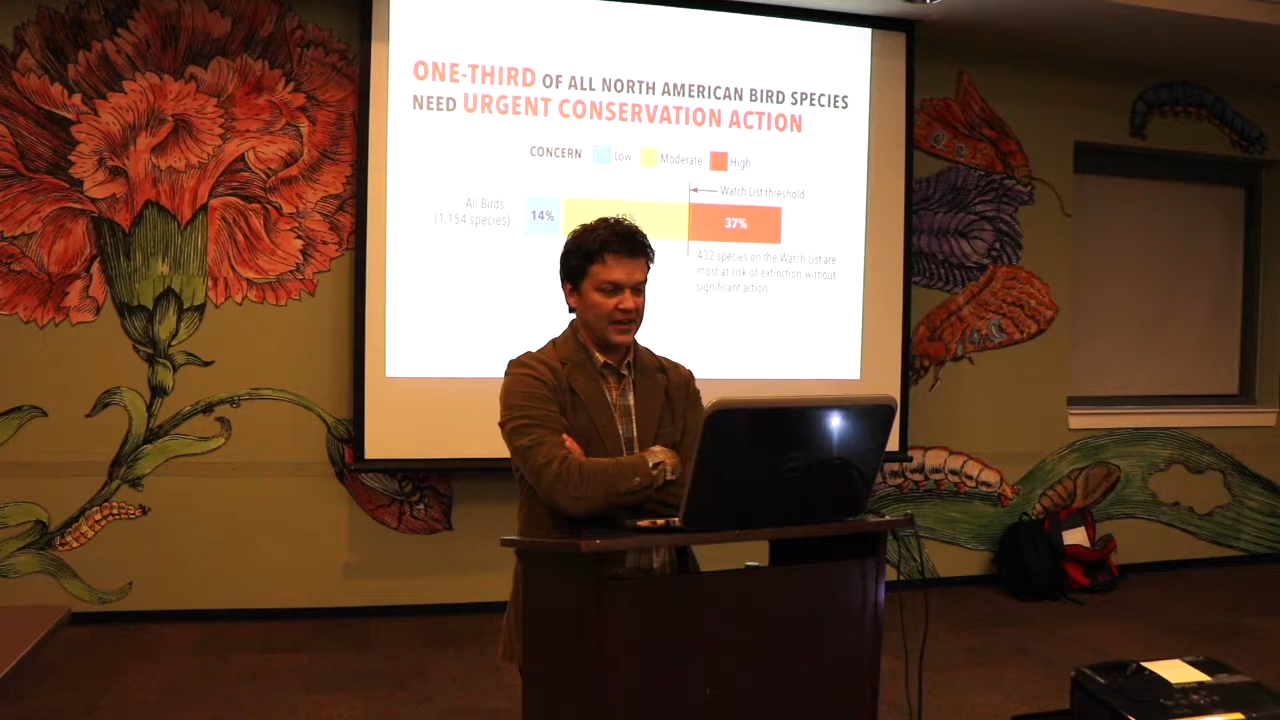 ONE-THIRD OF ALL NORTH AMERICAN BIRD SPECIES
NEED URGENT CONSERVATION ACTION
CONCERN Low Moderate High
Watch List threshold
All Birds
(1,154 species)
14% 49% 37%
432 species on the Watch List are
most at risk of extinction without
significant action